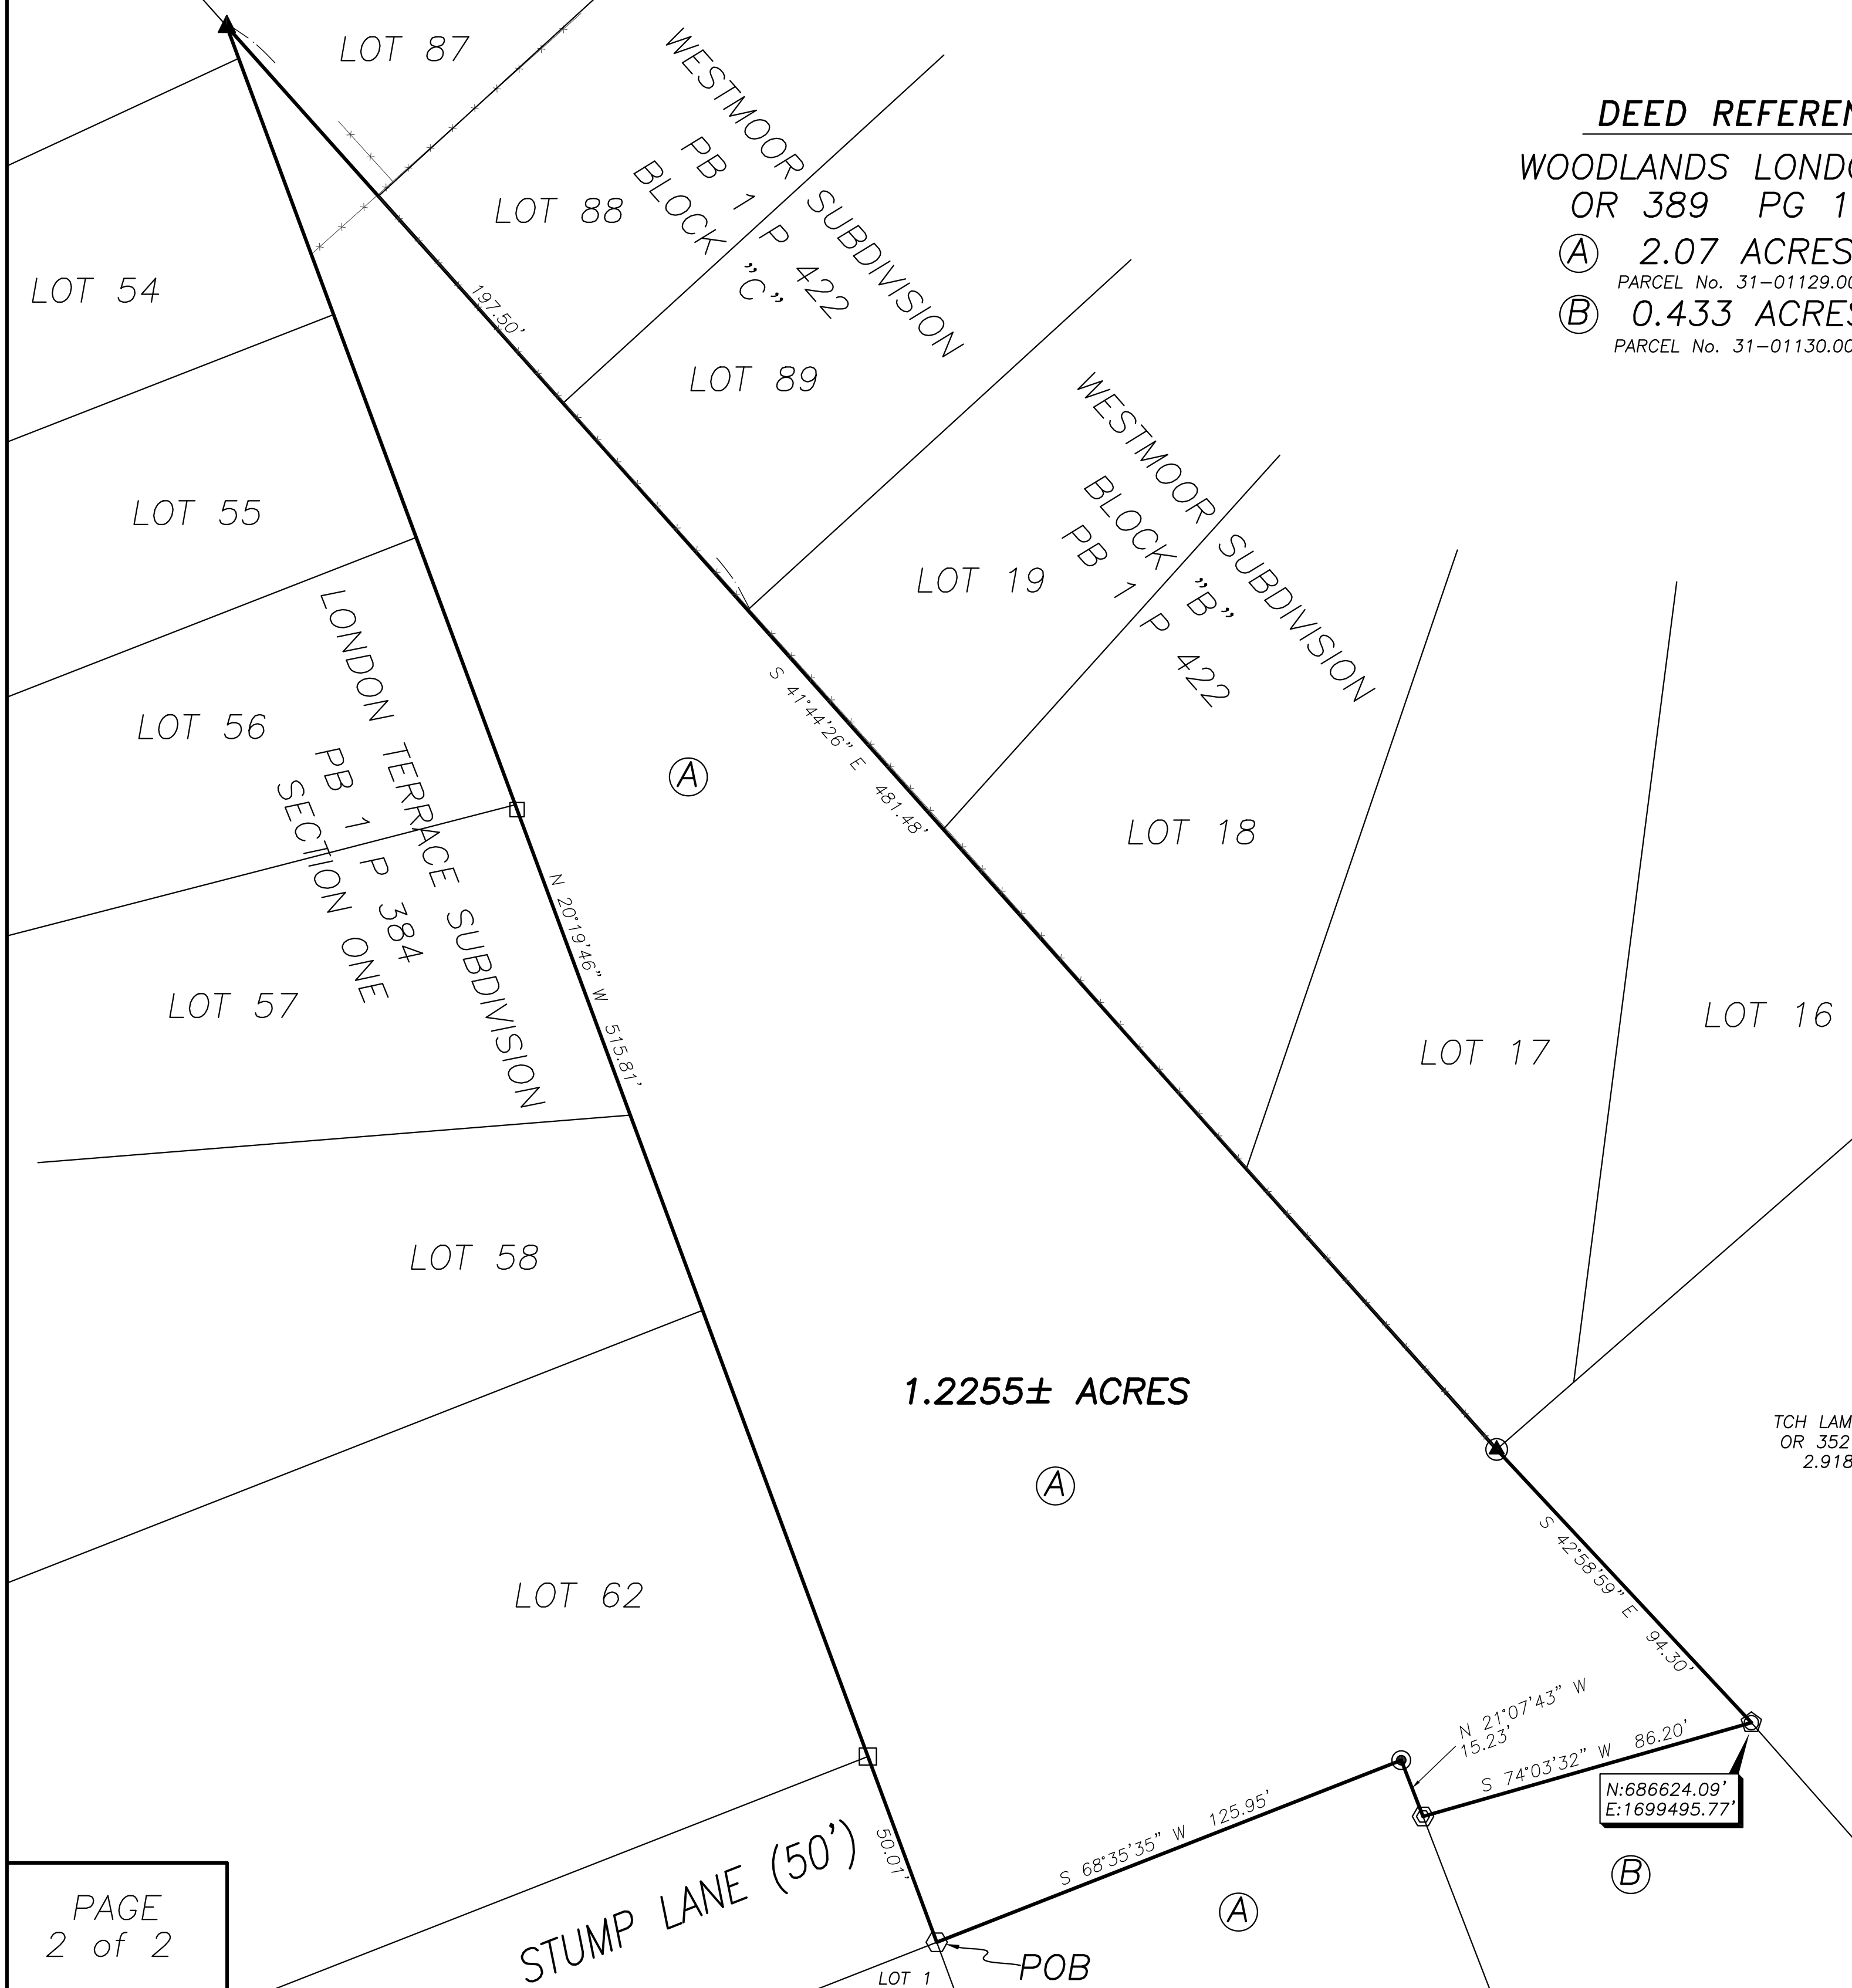 LOT 87
WESTMOOR SUBDIVISION
PB 1 P 422
BLOCK "C"
DEED REFEREN
WOODLANDS LONDO
OR 389 PG 1
A 2.07 ACRES
PARCEL No. 31-01129.00
B 0.433 ACRES
PARCEL No. 31-01130.00
LOT 88
LOT 54
197.50'
LOT 89
WESTMOOR SUBDIVISION
BLOCK "B"
PB 1 P 422
LOT 55
LOT 19
S 41°44'26" E 481.48'
LOT 56
LONDON TERRACE SUBDIVISION
PB 1 P 384
SECTION ONE
A
LOT 18
N 20°19'46" W 515.81'
LOT 57
LOT 17
LOT 16
LOT 58
1.2255± ACRES
A
TCH LAM
OR 352
2.918
LOT 62
S 42°58'59" E 94.30'
N 21°07'43" W
15.23'
S 74°03'32" W 86.20'
N:686624.09'
E:1699495.77'
S 68°35'35" W 125.95'
50.01'
STUMP LANE (50')
A
B
POB
LOT 1
PAGE
2 of 2